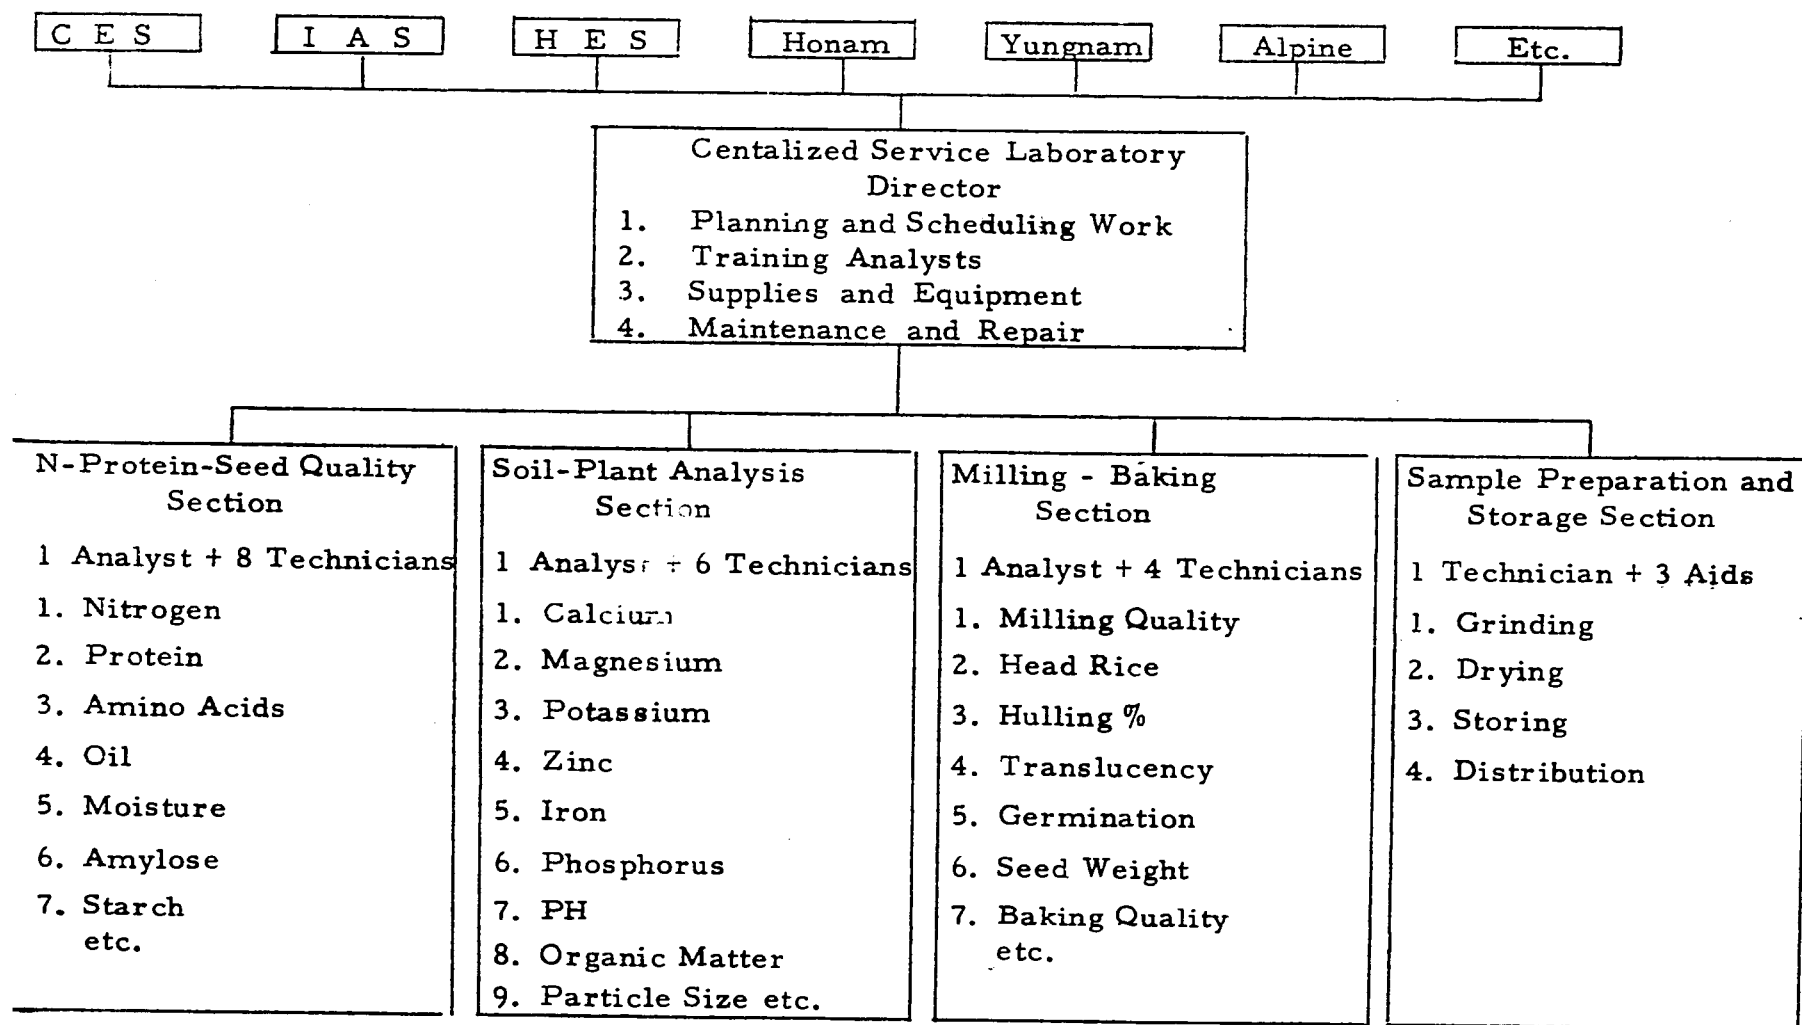 C E S
I A S
H E S
Honam
Yungnam
Alpine
Etc.
Centalized Service Laboratory
Director
1. Planning and Scheduling Work
2. Training Analysts
3. Supplies and Equipment
4. Maintenance and Repair
N-Protein-Seed Quality
Section
1 Analyst + 8 Technicians
1. Nitrogen
2. Protein
3. Amino Acids
4. Oil
5. Moisture
6. Amylose
7. Starch
etc.
Soil-Plant Analysis
Section
1 Analyst + 6 Technicians
1. Calcium
2. Magnesium
3. Potassium
4. Zinc
5. Iron
6. Phosphorus
7. PH
8. Organic Matter
9. Particle Size etc.
Milling - Baking
Section
1 Analyst + 4 Technicians
1. Milling Quality
2. Head Rice
3. Hulling %
4. Translucency
5. Germination
6. Seed Weight
7. Baking Quality
etc.
Sample Preparation and
Storage Section
1 Technician + 3 Aids
1. Grinding
2. Drying
3. Storing
4. Distribution